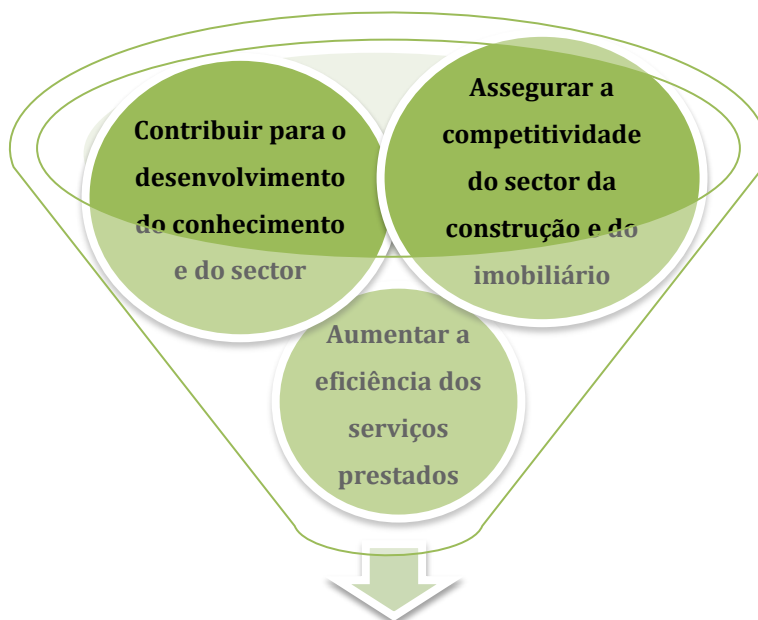 Contribuir para o
desenvolvimento
do conhecimento
e do sector
Assegurar a
competitividade
do sector da
construção e do
imobiliário
Aumentar a
eficiência dos
serviços
prestados